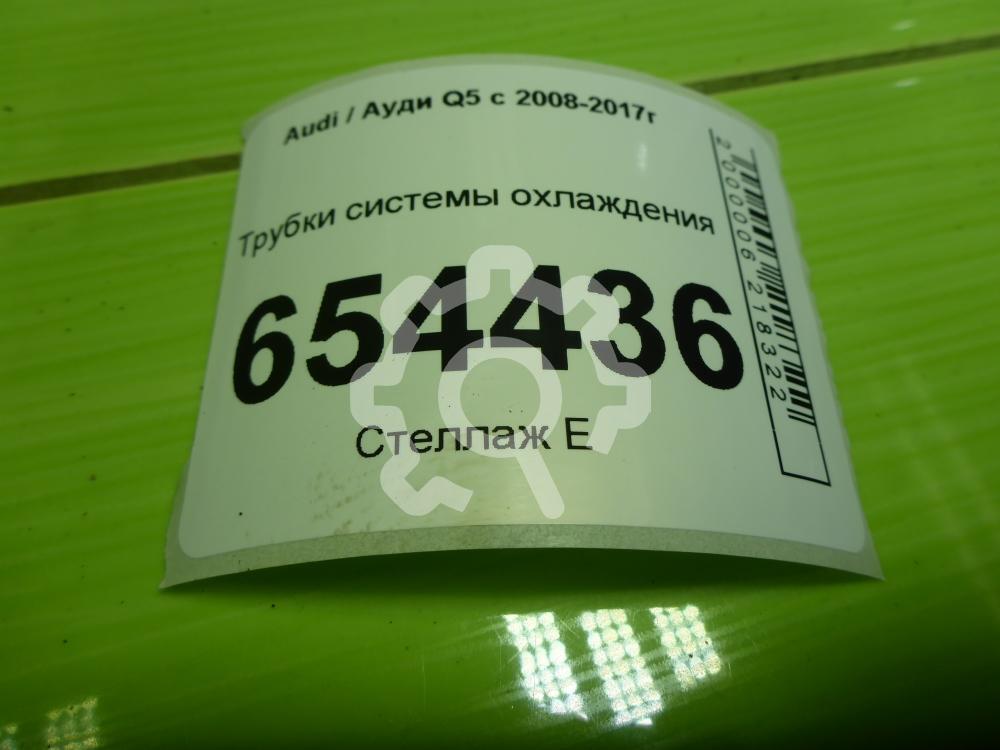 Audi / Ауди Q5 с 2008-2017г
Трубки системы охлаждения
654436
Стеллаж Е
2000006218322